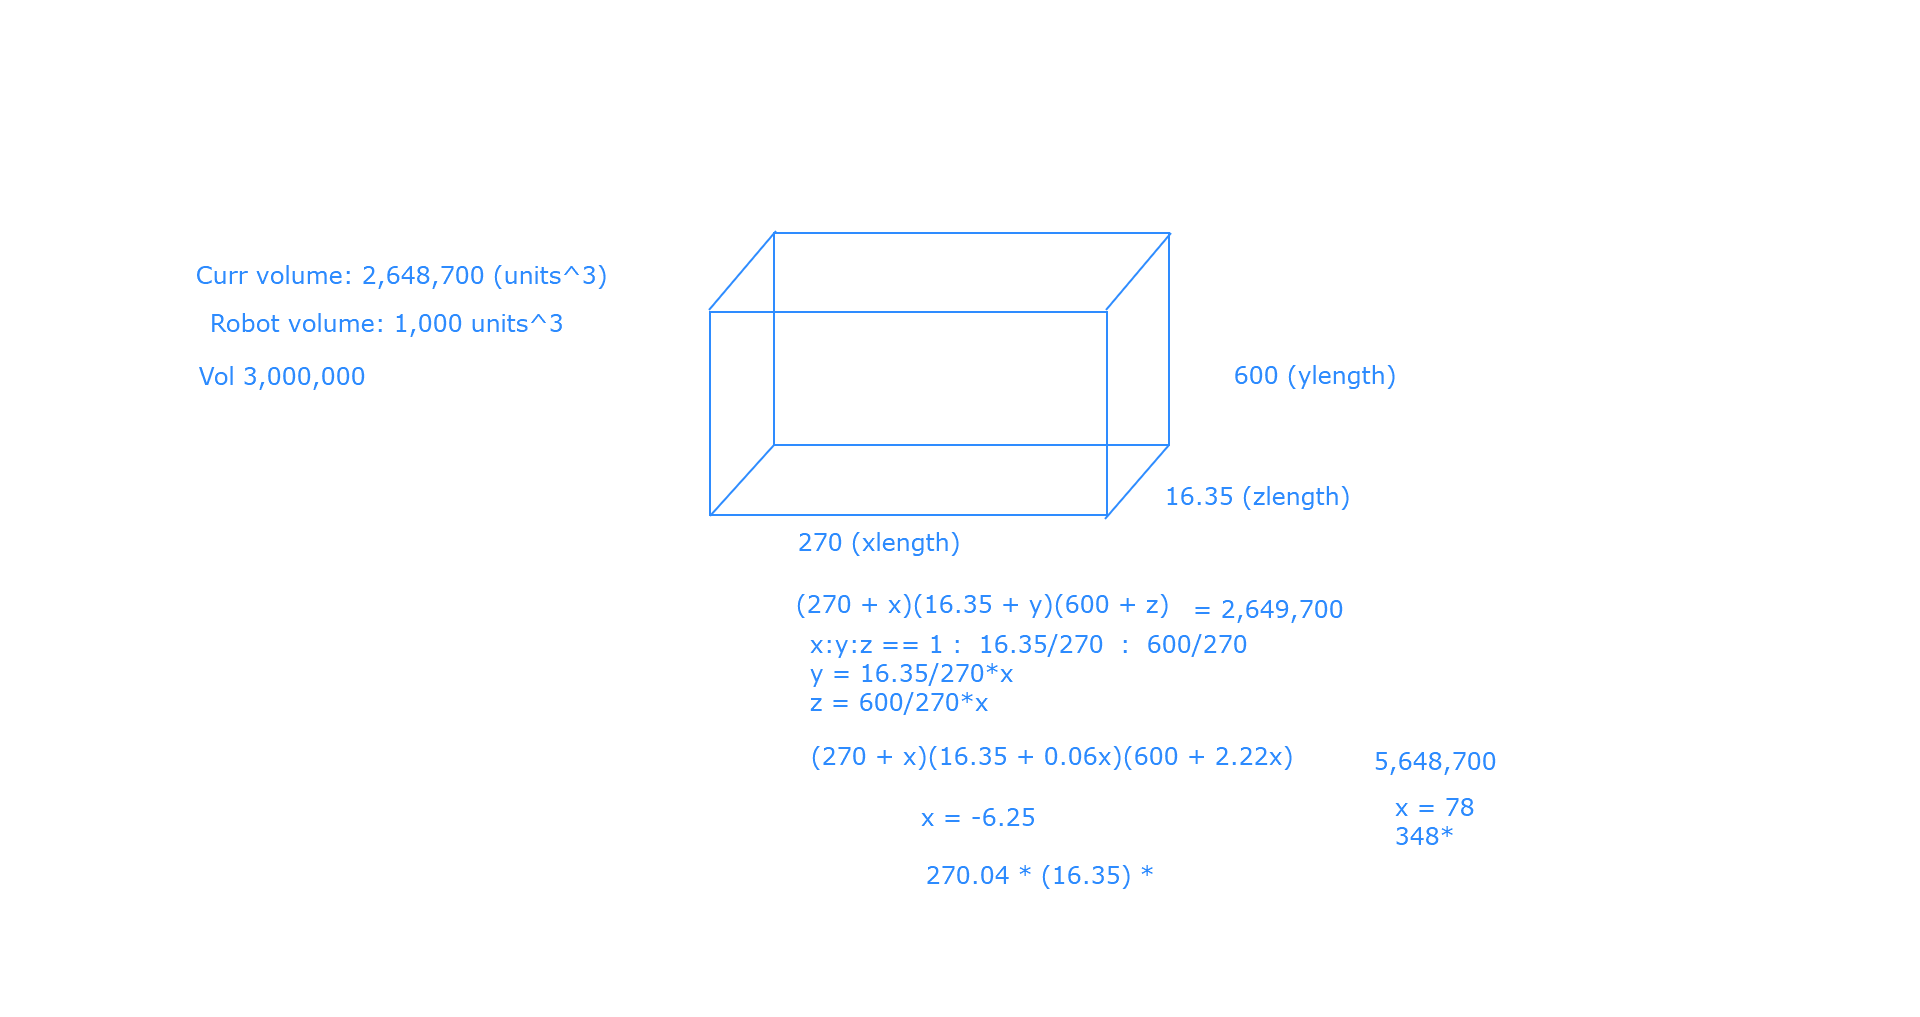 Curr volume: 2,648,700 (units^3)
Robot volume: 1,000 units^3
Vol 3,000,000
600 (ylength)
16.35 (zlength)
270 (xlength)
(270 + x)(16.35 + y)(600 + z) = 2,649,700
x:y:z == 1 : 16.35/270 : 600/270
y = 16.35/270*x
z = 600/270*x
(270 + x)(16.35 + 0.06x)(600 + 2.22x)
x = -6.25
270.04 * (16.35) *
5,648,700
x = 78
348*